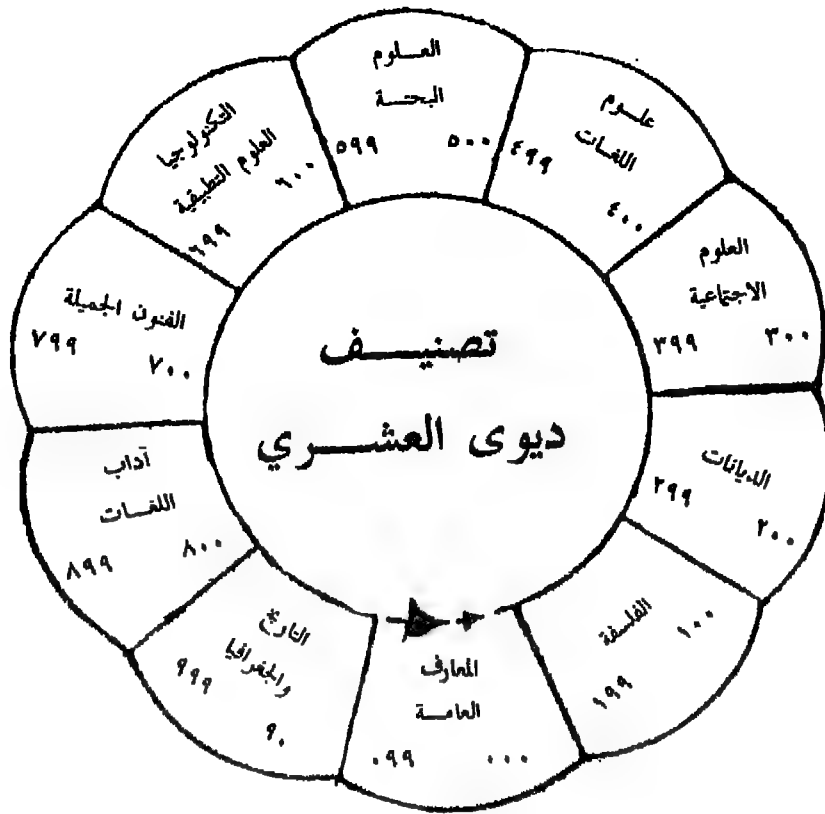 تصنيف
ديوى العشري
المعارف
العامة
٠٠٠ ٠٩٩
الفلسفة
١٠٠
١٩٩
الديانات
٢٩٩
٢٠٠
العلوم
الاجتماعية
٣٠٠ ٣٩٩
علوم
اللغات
٤٩٩
٤٠٠
العلوم
البحتة
٥٠٠ ٥٩٩
التكنولوجيا
العلوم التطبيقية
٦٠٠
٦٩٩
الفنون الجميلة
٧٩٩
٧٠٠
آداب
اللغات
٨٠٠
٨٩٩
التاريخ
والجغرافيا
٩٩٩
٩٠